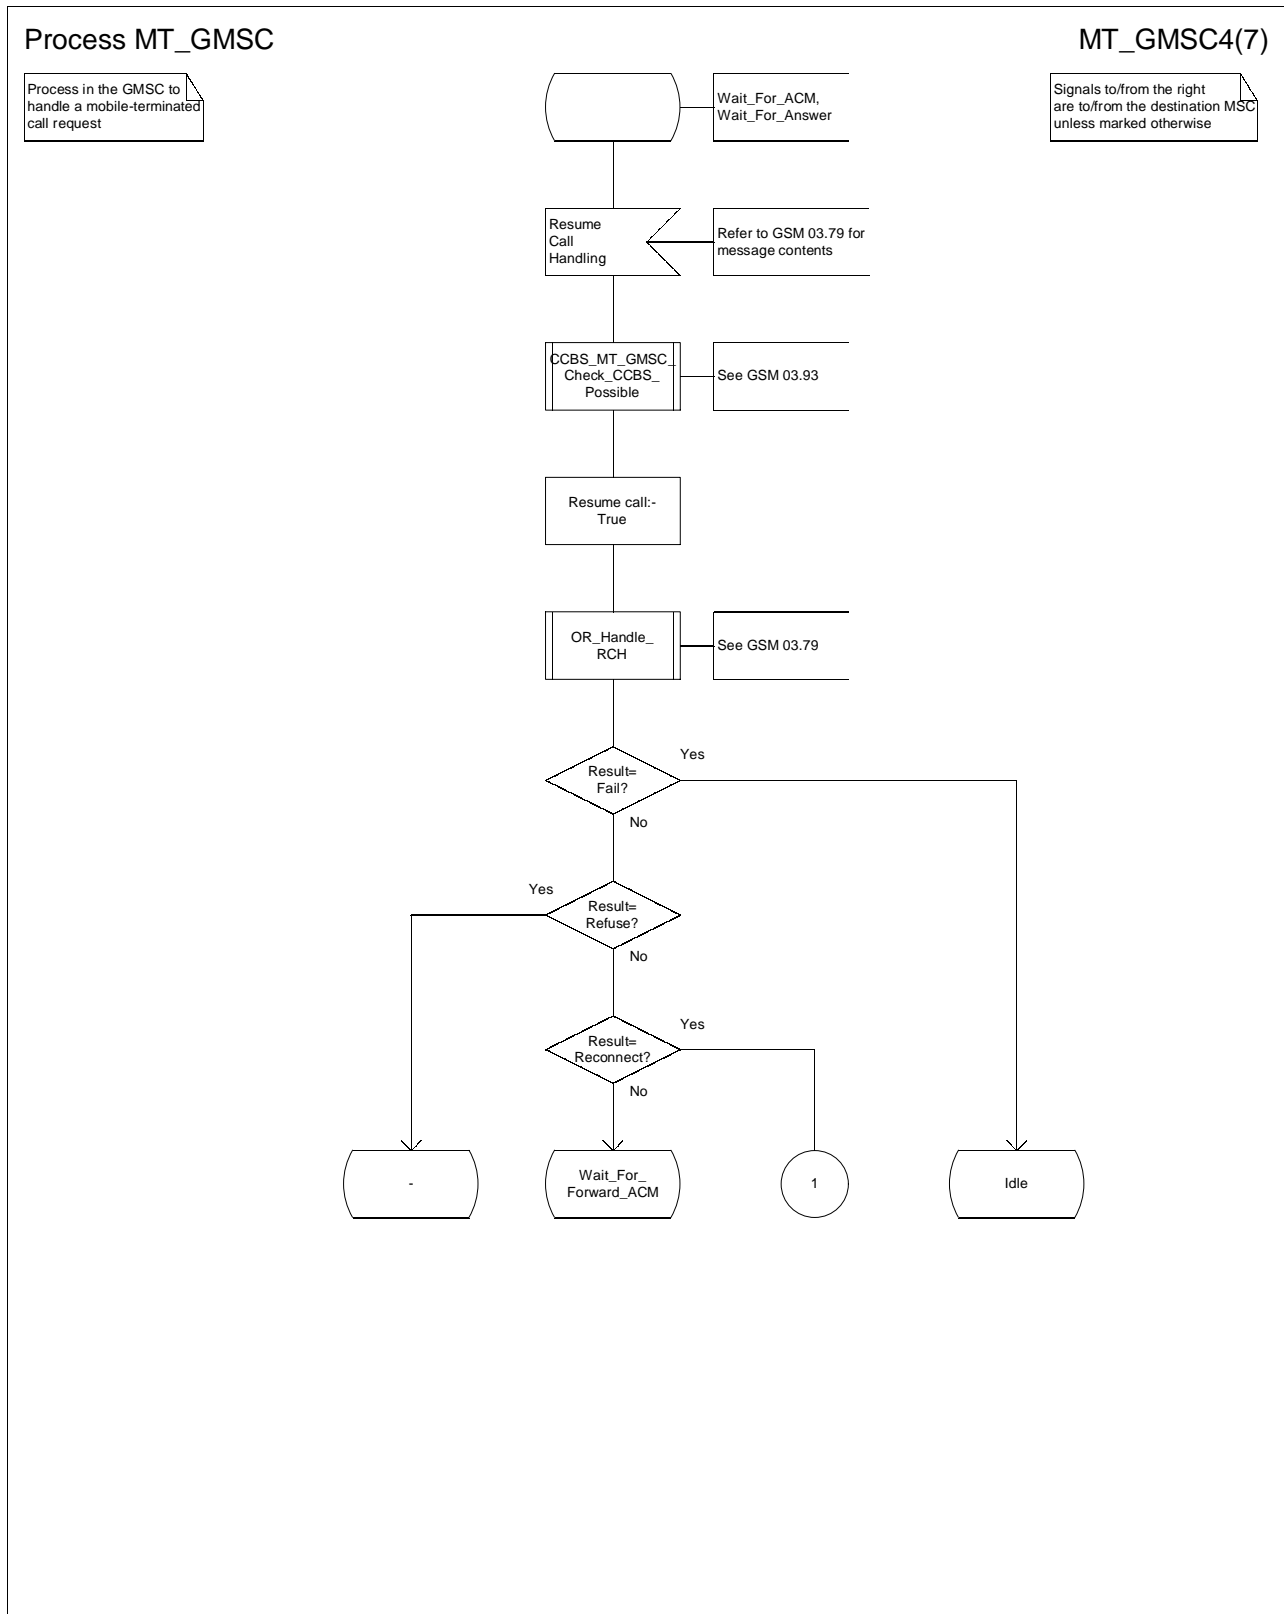 Process MT_GMSC
MT_GMSC4(7)
Process in the GMSC to
handle a mobile-terminated
call request
Signals to/from the right
are to/from the destination MSC
unless marked otherwise
Wait_For_ACM,
Wait_For_Answer
Resume
Call
Handling
Refer to GSM 03.79 for
message contents
CCBS_MT_GMSC_
Check_CCBS_
Possible
See GSM 03.93
Resume call:-
True
OR_Handle_
RCH
See GSM 03.79
Result=
Fail?
Yes
No
Yes
Result=
Refuse?
No
Result=
Reconnect?
Yes
No
-
Wait_For_
Forward_ACM
1
Idle